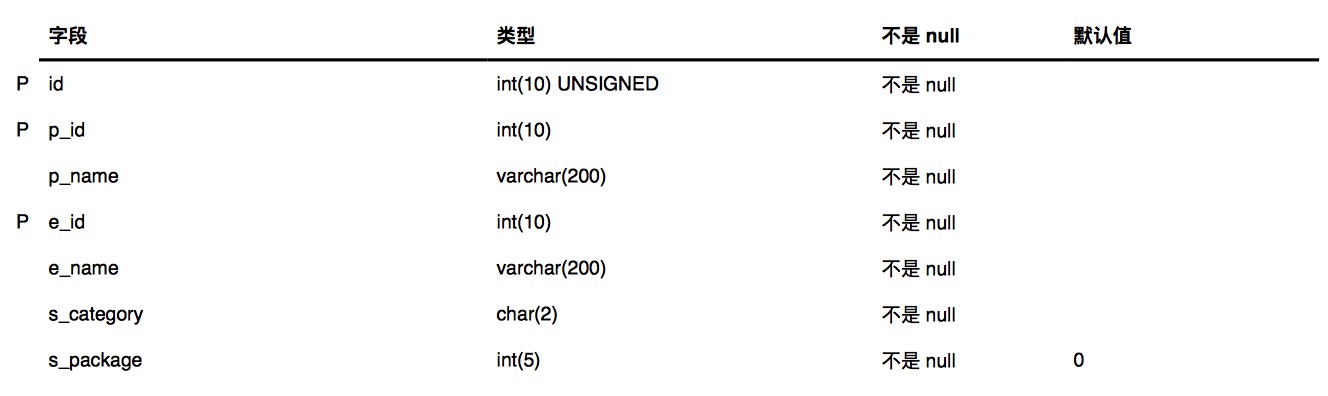 字段 类型 不是 null 默认值
P id int(10) UNSIGNED 不是 null
P p_id int(10) 不是 null
p_name varchar(200) 不是 null
P e_id int(10) 不是 null
e_name varchar(200) 不是 null
s_category char(2) 不是 null
s_package int(5) 不是 null 0